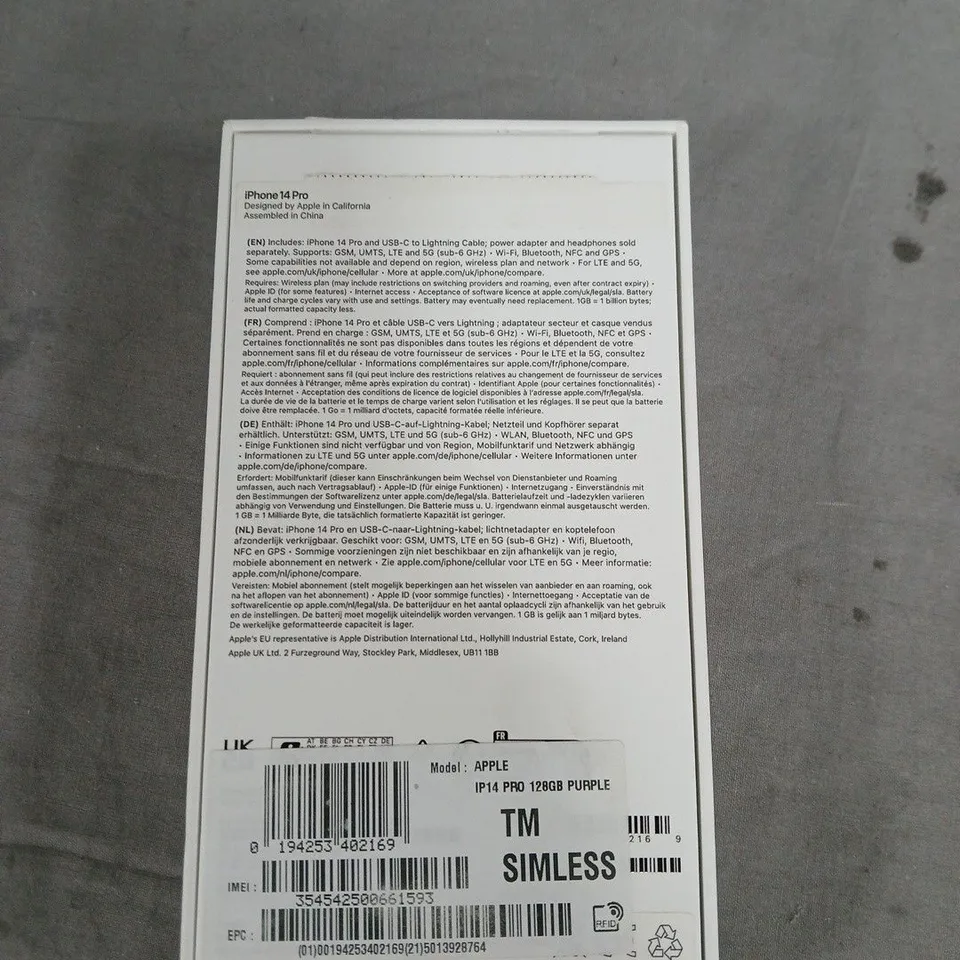 iPhone 14 Pro
Designed by Apple in California
Assembled in China
(EN) Includes: iPhone 14 Pro and USB-C to Lightning Cable; power adapter and headphones sold
separately. Supports: GSM, UMTS, LTE and 5G (sub-6 GHz) · Wi-Fi, Bluetooth, NFC and GPS ·
Some capabilities not available and depend on region, wireless plan and network · For LTE and 5G,
see apple.com/uk/iphone/cellular · More at apple.com/uk/iphone/compare.
Requires: Wireless plan (may include restrictions on switching providers and roaming, even after contract expiry) ·
Apple ID (for some features) · Internet access · Acceptance of software licence at apple.com/uk/legal/sla. Battery
life and charge cycles vary with use and settings. Battery may eventually need replacement. 1GB = 1 billion bytes;
actual formatted capacity less.
(FR) Comprend : iPhone 14 Pro et câble USB-C vers Lightning ; adaptateur secteur et casque vendus
séparément. Prend en charge : GSM, UMTS, LTE et 5G (sub-6 GHz) · Wi-Fi, Bluetooth, NFC et GPS ·
Certaines fonctionnalités ne sont pas disponibles dans toutes les régions et dépendent de votre
abonnement sans fil et du réseau de votre fournisseur de services · Pour le LTE et la 5G, consultez
apple.com/fr/iphone/cellular · Informations complémentaires sur apple.com/fr/iphone/compare.
Requiert : abonnement sans fil (qui peut inclure des restrictions relatives au changement de fournisseur de services
et aux données à l'étranger, même après expiration du contrat) · Identifiant Apple (pour certaines fonctionnalités) ·
Accès Internet · Acceptation des conditions de licence de logiciel disponibles à l'adresse apple.com/fr/legal/sla.
La durée de vie de la batterie et le temps de charge varient selon l'utilisation et les réglages. Il se peut que la batterie
doive être remplacée. 1 Go = 1 milliard d'octets, capacité formatée réelle inférieure.
(DE) Enthält: iPhone 14 Pro und USB-C-auf-Lightning-Kabel; Netzteil und Kopfhörer separat
erhältlich. Unterstützt: GSM, UMTS, LTE und 5G (sub-6 GHz) · WLAN, Bluetooth, NFC und GPS
· Einige Funktionen sind nicht verfügbar und von Region, Mobilfunktarif und Netzwerk abhängig
· Informationen zu LTE und 5G unter apple.com/de/iphone/cellular · Weitere Informationen unter
apple.com/de/iphone/compare.
Erfordert: Mobilfunktarif (dieser kann Einschränkungen beim Wechsel von Dienstanbieter und Roaming
umfassen, auch nach Vertragsablauf) · Apple-ID (für einige Funktionen) · Internetzugang · Einverständnis mit
den Bestimmungen der Softwarelizenz unter apple.com/de/legal/sla. Batterielaufzeit und -ladezyklen variieren
abhängig von Verwendung und Einstellungen. Die Batterie muss u. U. irgendwann einmal ausgetauscht werden.
1 GB = 1 Milliarde Byte, die tatsächlich formatierte Kapazität ist geringer.
(NL) Bevat: iPhone 14 Pro en USB-C-naar-Lightning-kabel; lichtnetadapter en koptelefoon
afzonderlijk verkrijgbaar. Geschikt voor: GSM, UMTS, LTE en 5G (sub-6 GHz) · Wifi, Bluetooth,
NFC en GPS · Sommige voorzieningen zijn niet beschikbaar en zijn afhankelijk van je regio,
mobiele abonnement en netwerk · Zie apple.com/iphone/cellular voor LTE en 5G · Meer informatie:
apple.com/nl/iphone/compare.
Vereisten: Mobiel abonnement (stelt mogelijk beperkingen aan het wisselen van aanbieder en aan roaming, ook
na het aflopen van het abonnement) · Apple ID (voor sommige functies) · Internettoegang · Acceptatie van de
softwarelicentie op apple.com/nl/legal/sla. De batterijduur en het aantal oplaadcycli zijn afhankelijk van het gebruik
en de instellingen. De batterij moet mogelijk uiteindelijk worden vervangen. 1 GB is gelijk aan 1 miljard bytes.
De werkelijke geformatteerde capaciteit is lager.
Apple's EU representative is Apple Distribution International Ltd., Hollyhill Industrial Estate, Cork, Ireland
Apple UK Ltd. 2 Furzeground Way, Stockley Park, Middlesex, UB11 1BB
UK
AT BE BG CH CY CZ DE
FR
Model : APPLE
IP14 PRO 128GB PURPLE
TM
SIMLESS
0 194253 402169
216 9
IMEI :
354542500661593
EPC :
(01)00194253402169(21)5013928764
RFID